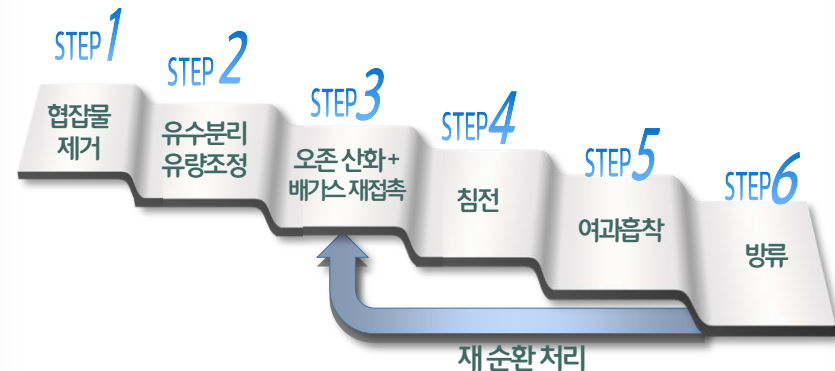 STEP 1
협잡물
제거
STEP 2
유수분리
유량조정
STEP 3
오존 산화 +
배가스 재접촉
STEP 4
침전
STEP 5
여과흡착
STEP 6
방류
재 순환 처리